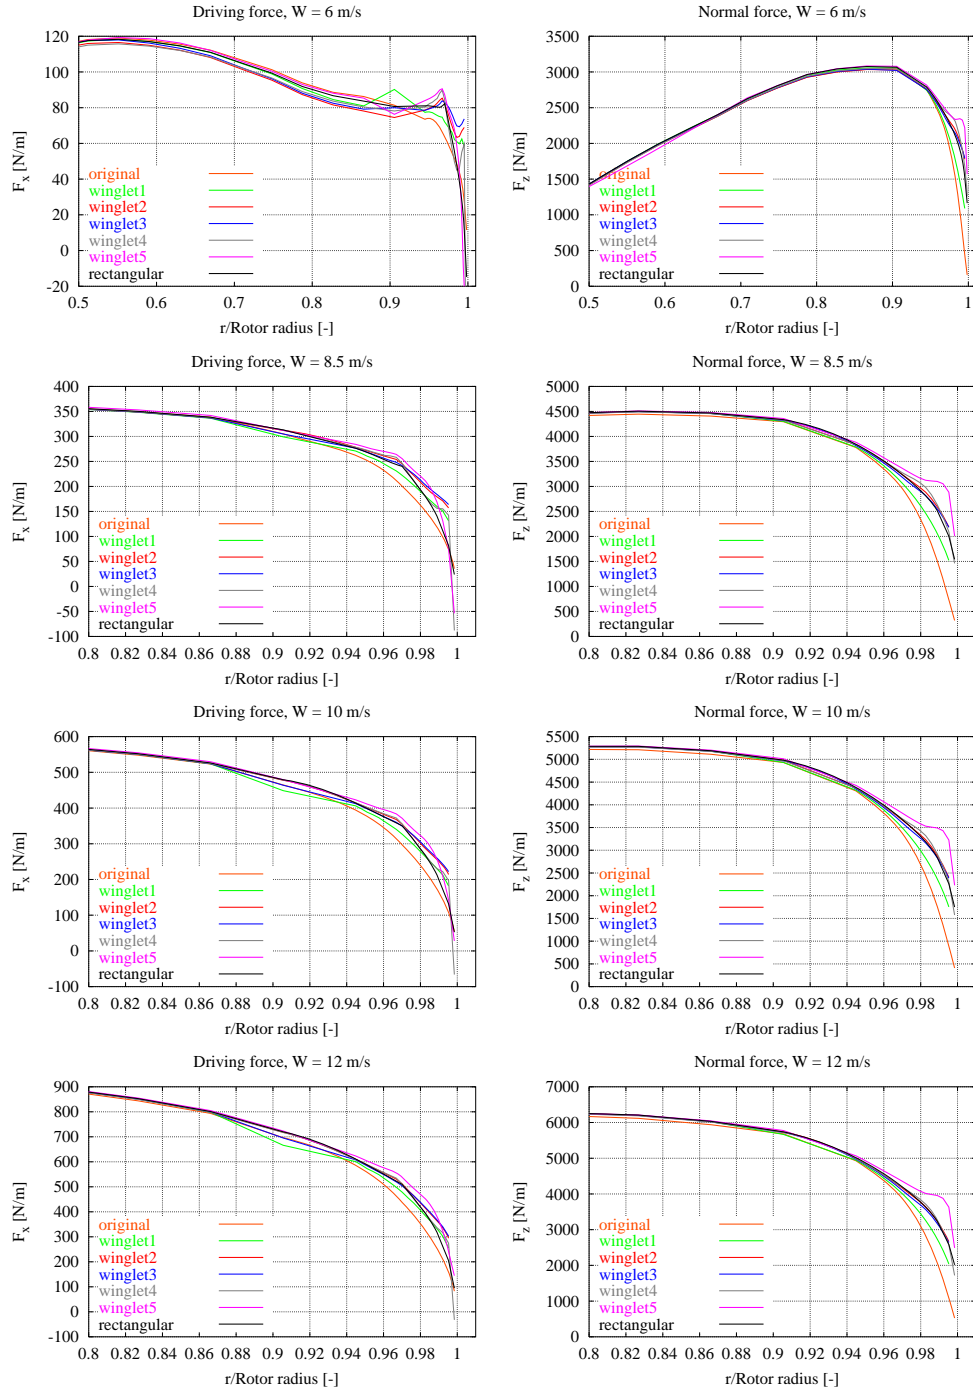 Driving force, W = 6 m/s
F_x [N/m]
120
100
80
60
40
20
0
-20
original
winglet1
winglet2
winglet3
winglet4
winglet5
rectangular
0.5 0.6 0.7 0.8 0.9 1
r/Rotor radius [-]
Normal force, W = 6 m/s
F_z [N/m]
3500
3000
2500
2000
1500
1000
500
0
original
winglet1
winglet2
winglet3
winglet4
winglet5
rectangular
0.5 0.6 0.7 0.8 0.9 1
r/Rotor radius [-]
Driving force, W = 8.5 m/s
F_x [N/m]
400
350
300
250
200
150
100
50
0
-50
-100
original
winglet1
winglet2
winglet3
winglet4
winglet5
rectangular
0.8 0.82 0.84 0.86 0.88 0.9 0.92 0.94 0.96 0.98 1
r/Rotor radius [-]
Normal force, W = 8.5 m/s
F_z [N/m]
5000
4500
4000
3500
3000
2500
2000
1500
1000
500
0
original
winglet1
winglet2
winglet3
winglet4
winglet5
rectangular
0.8 0.82 0.84 0.86 0.88 0.9 0.92 0.94 0.96 0.98 1
r/Rotor radius [-]
Driving force, W = 10 m/s
F_x [N/m]
600
500
400
300
200
100
0
-100
original
winglet1
winglet2
winglet3
winglet4
winglet5
rectangular
0.8 0.82 0.84 0.86 0.88 0.9 0.92 0.94 0.96 0.98 1
r/Rotor radius [-]
Normal force, W = 10 m/s
F_z [N/m]
5500
5000
4500
4000
3500
3000
2500
2000
1500
1000
500
0
original
winglet1
winglet2
winglet3
winglet4
winglet5
rectangular
0.8 0.82 0.84 0.86 0.88 0.9 0.92 0.94 0.96 0.98 1
r/Rotor radius [-]
Driving force, W = 12 m/s
F_x [N/m]
900
800
700
600
500
400
300
200
100
0
-100
original
winglet1
winglet2
winglet3
winglet4
winglet5
rectangular
0.8 0.82 0.84 0.86 0.88 0.9 0.92 0.94 0.96 0.98 1
r/Rotor radius [-]
Normal force, W = 12 m/s
F_z [N/m]
7000
6000
5000
4000
3000
2000
1000
0
original
winglet1
winglet2
winglet3
winglet4
winglet5
rectangular
0.8 0.82 0.84 0.86 0.88 0.9 0.92 0.94 0.96 0.98 1
r/Rotor radius [-]